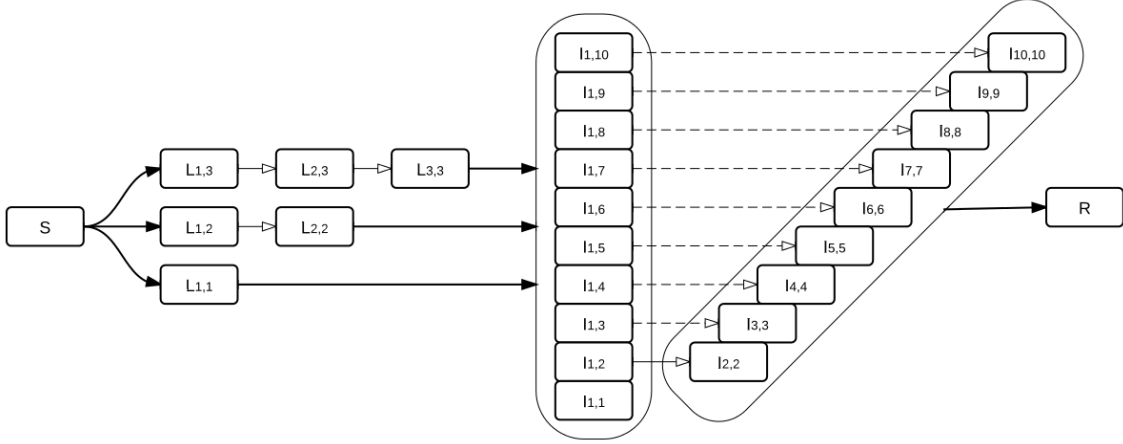 S
L1,3
L2,3
L3,3
L1,2
L2,2
L1,1
I1,10
I1,9
I1,8
I1,7
I1,6
I1,5
I1,4
I1,3
I1,2
I1,1
I10,10
I9,9
I8,8
I7,7
I6,6
I5,5
I4,4
I3,3
I2,2
R